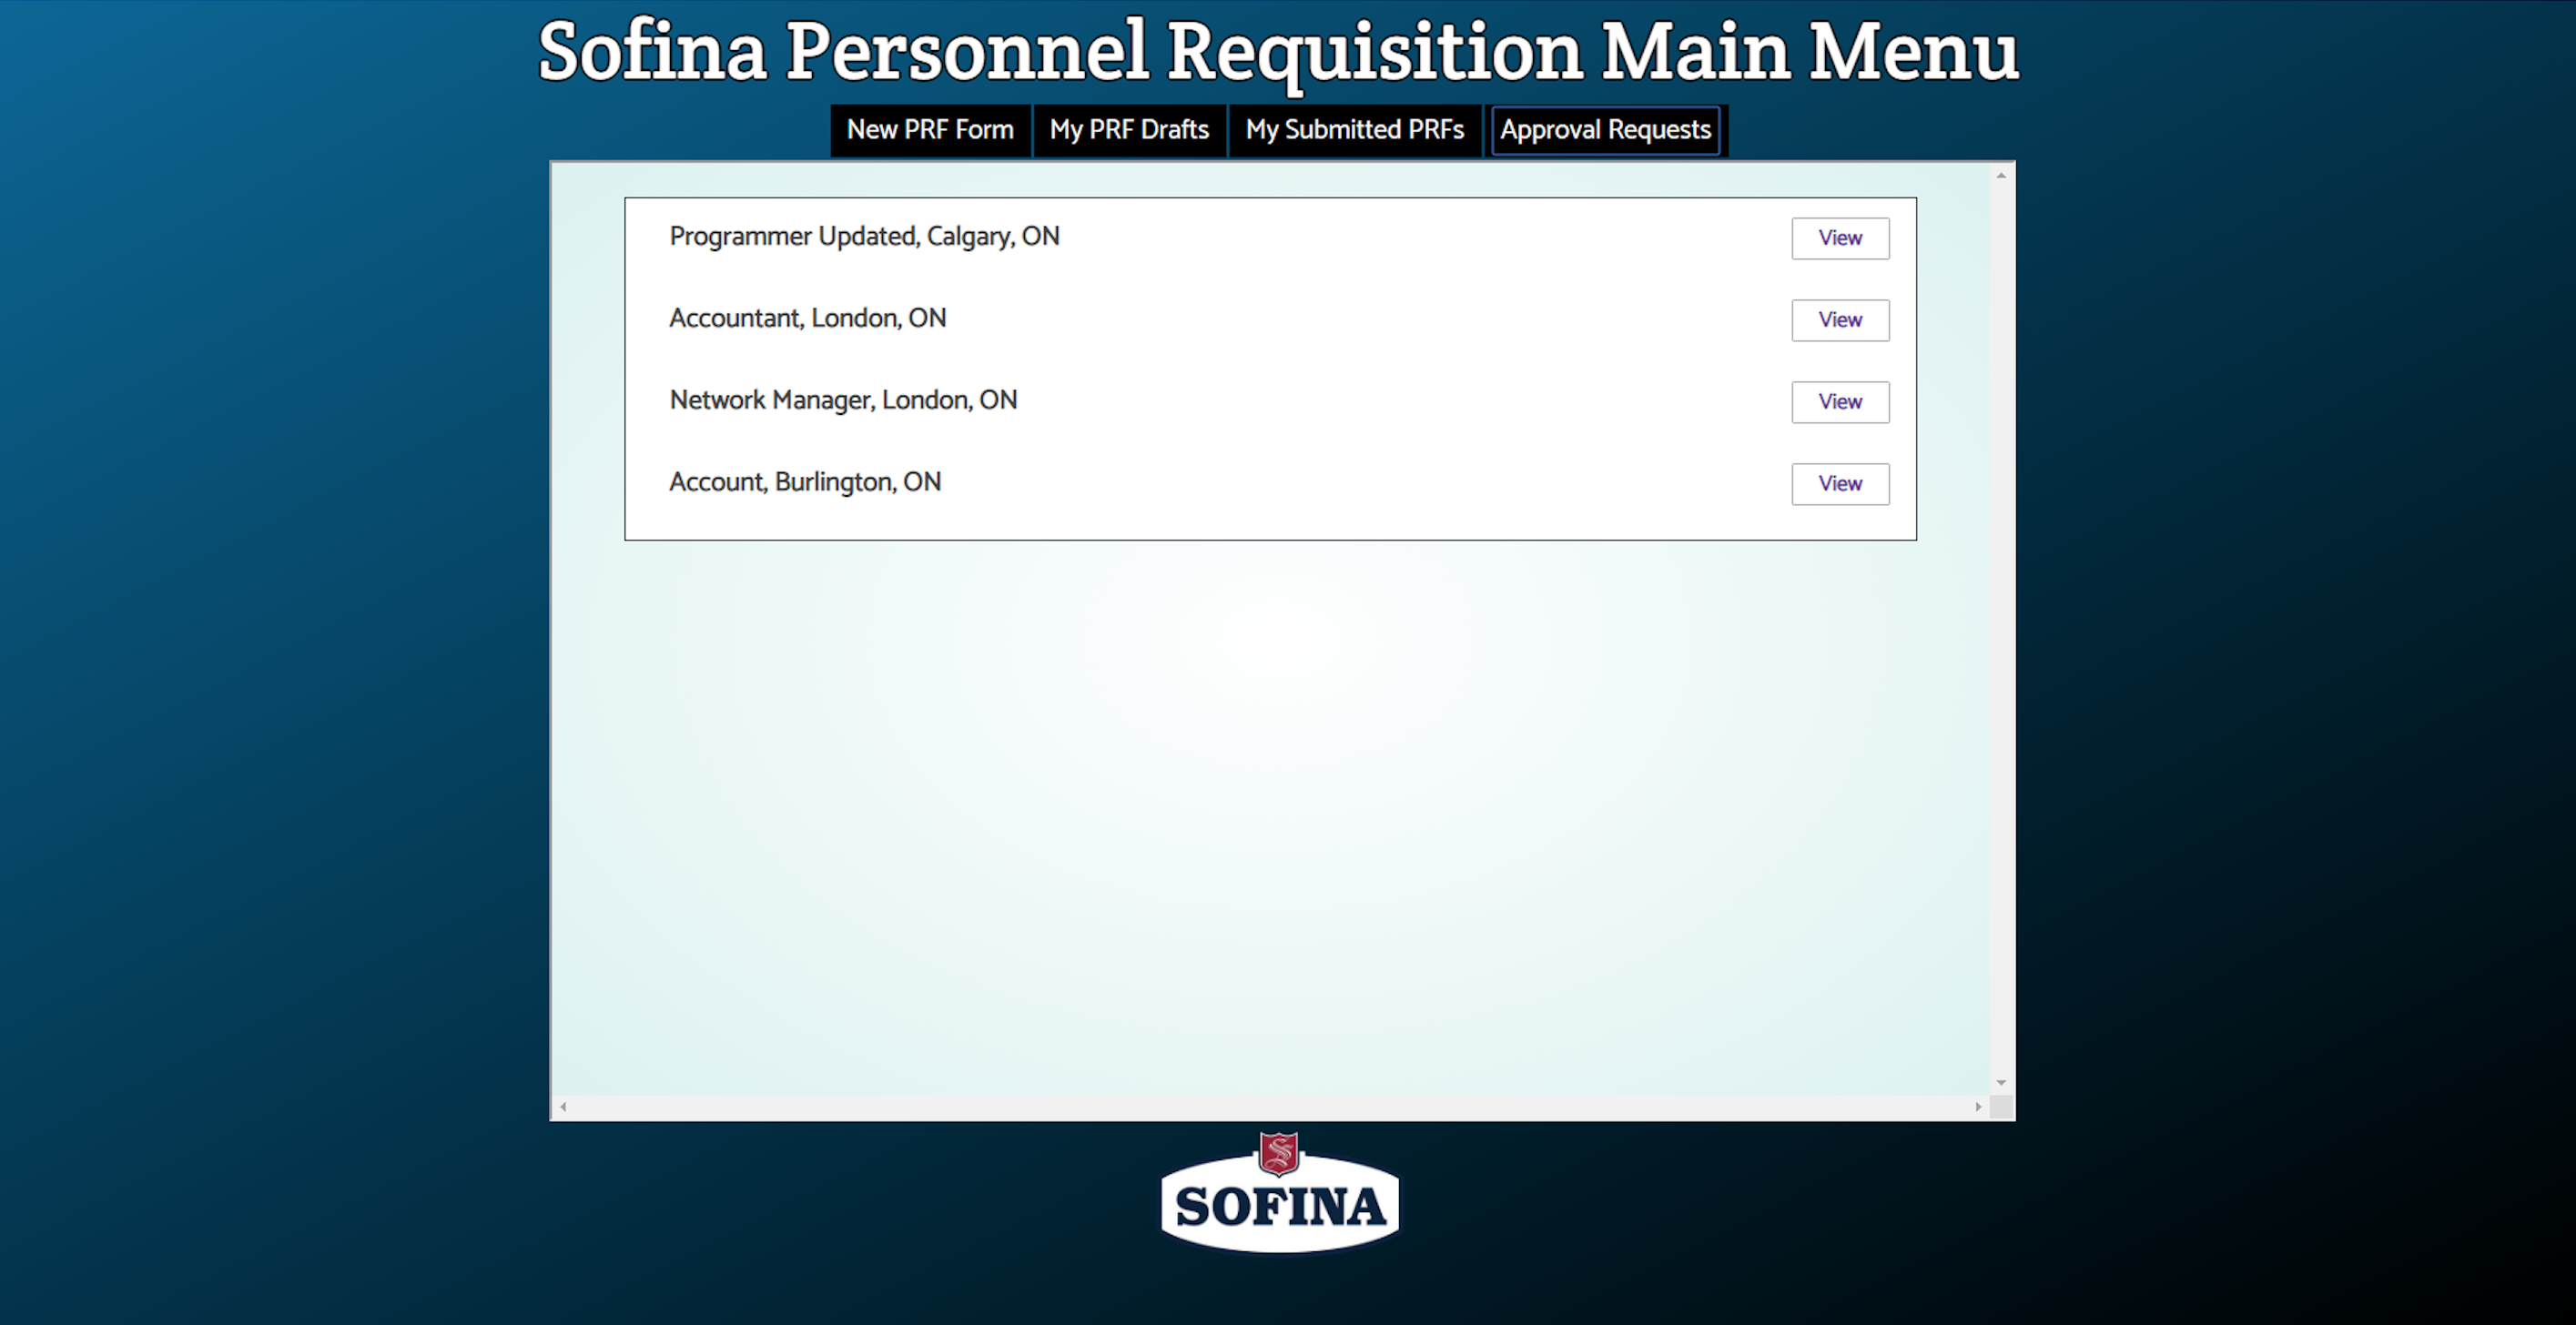 Sofina Personnel Requisition Main Menu
New PRF Form My PRF Drafts My Submitted PRFs Approval Requests
Programmer Updated, Calgary, ON View
Accountant, London, ON View
Network Manager, London, ON View
Account, Burlington, ON View
S
SOFINA